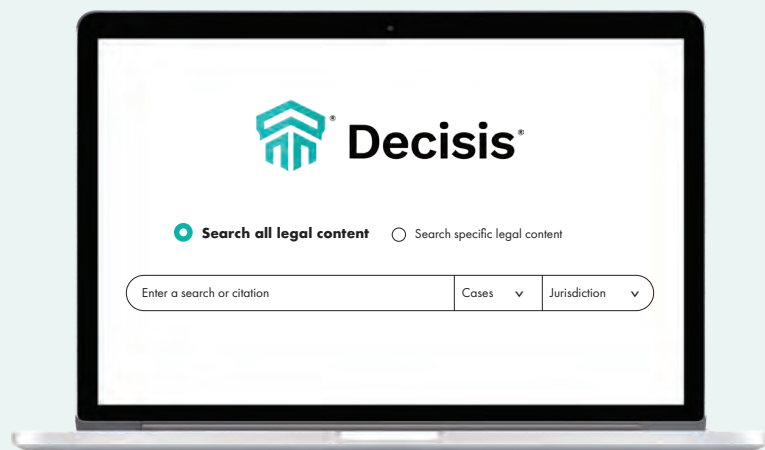 Decisis®
Search all legal content Search specific legal content
Enter a search or citation Cases Jurisdiction